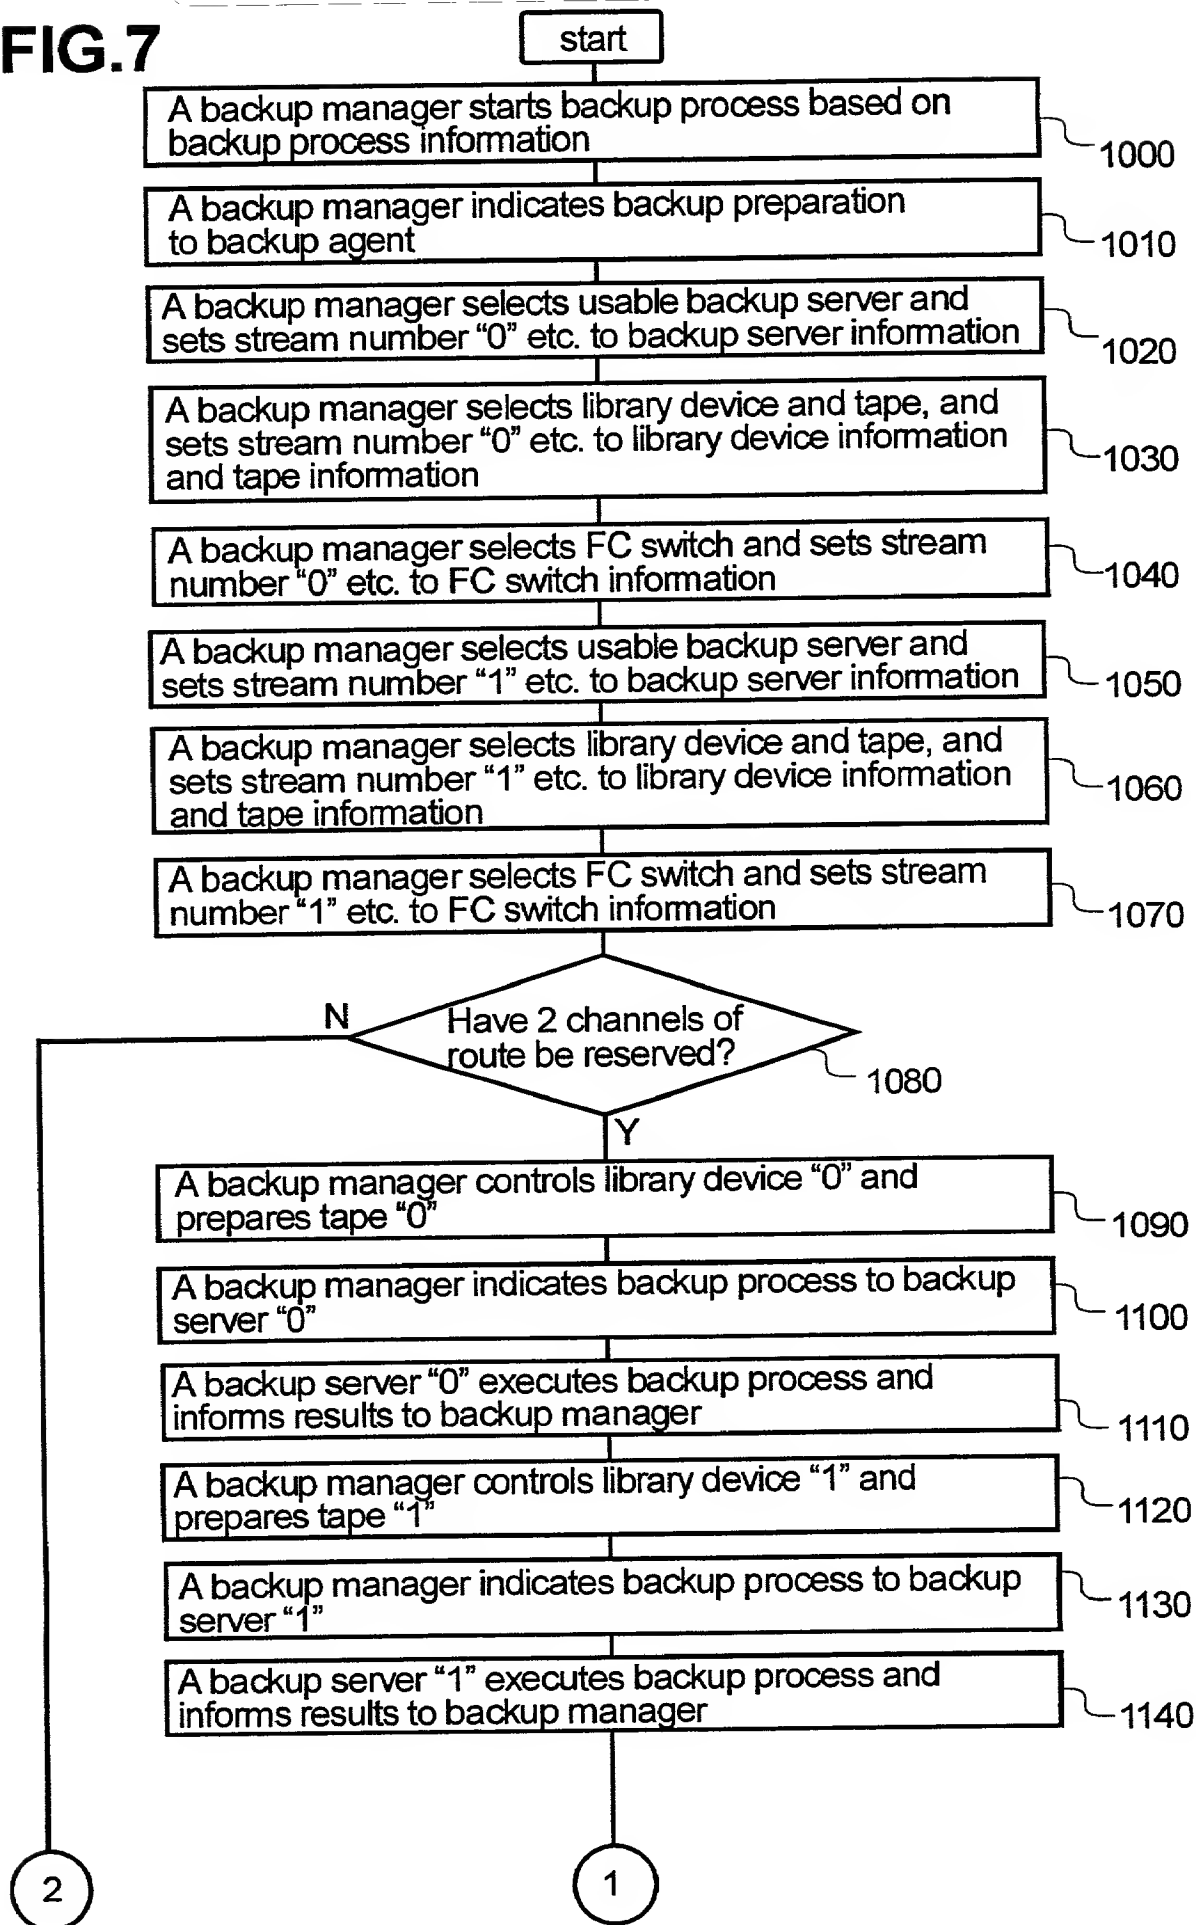 FIG.7
start
A backup manager starts backup process based on
backup process information
1000
A backup manager indicates backup preparation
to backup agent
1010
A backup manager selects usable backup server and
sets stream number “0” etc. to backup server information
1020
A backup manager selects library device and tape, and
sets stream number “0” etc. to library device information
and tape information
1030
A backup manager selects FC switch and sets stream
number “0” etc. to FC switch information
1040
A backup manager selects usable backup server and
sets stream number “1” etc. to backup server information
1050
A backup manager selects library device and tape, and
sets stream number “1” etc. to library device information
and tape information
1060
A backup manager selects FC switch and sets stream
number “1” etc. to FC switch information
1070
N
Have 2 channels of
route be reserved?
1080
Y
A backup manager controls library device “0” and
prepares tape “0”
1090
A backup manager indicates backup process to backup
server “0”
1100
A backup server “0” executes backup process and
informs results to backup manager
1110
A backup manager controls library device “1” and
prepares tape “1”
1120
A backup manager indicates backup process to backup
server “1”
1130
A backup server “1” executes backup process and
informs results to backup manager
1140
2
1